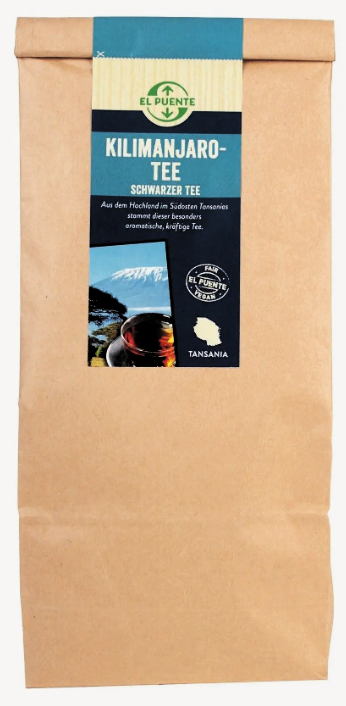 EL PUENTE
KILIMANJARO-
TEE
SCHWARZER TEE
Aus dem Hochland im Südosten Tansanias
stammt dieser besonders
aromatische, kräftige Tee.
FAIR
EL PUENTE
VEGAN
TANSANIA